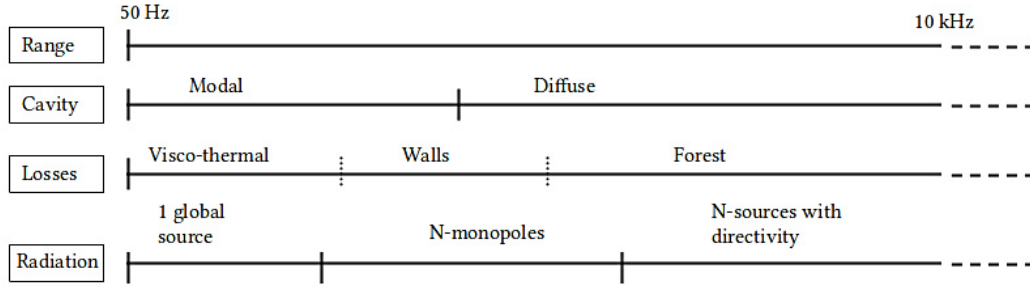 50 Hz
10 kHz
Range
Modal
Diffuse
Cavity
Visco-thermal
Walls
Forest
Losses
1 global
source
N-monopoles
N-sources with
directivity
Radiation